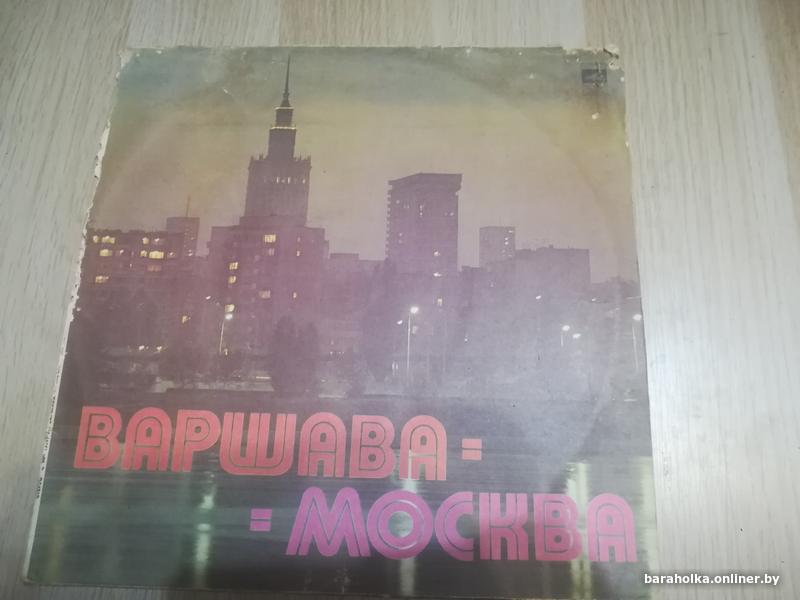 ВАРШАВА =
= МОСКВА
baraholka.onliner.by